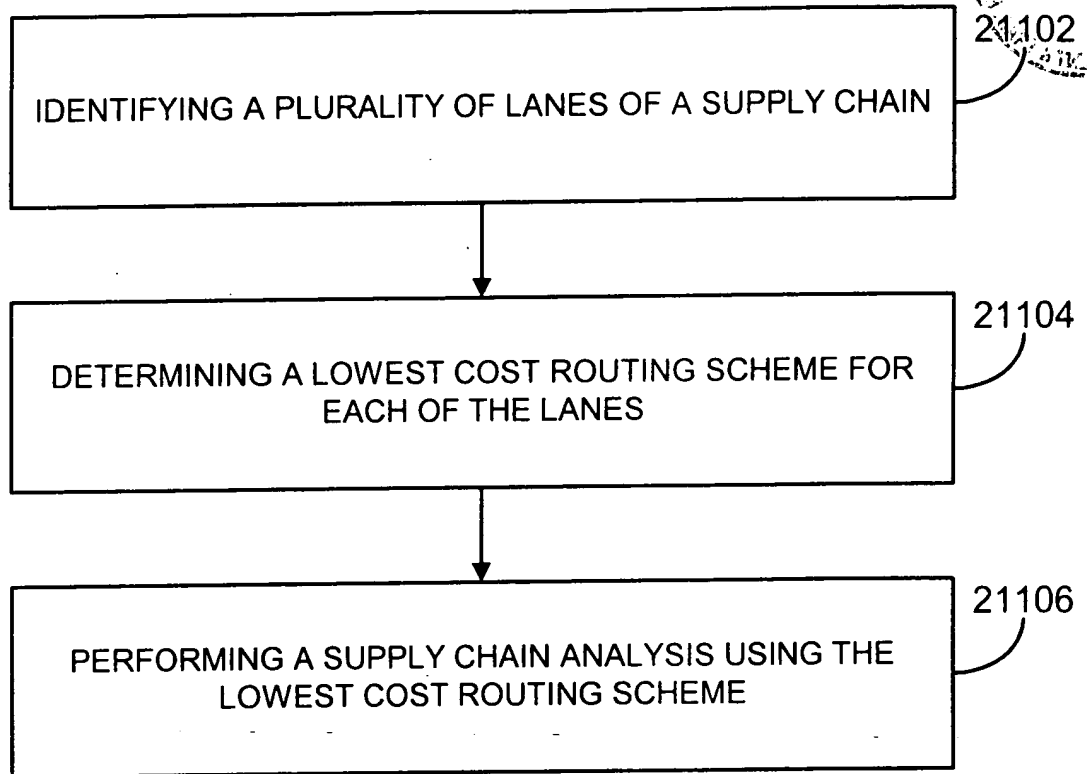 21102
IDENTIFYING A PLURALITY OF LANES OF A SUPPLY CHAIN
21104
DETERMINING A LOWEST COST ROUTING SCHEME FOR
EACH OF THE LANES
21106
PERFORMING A SUPPLY CHAIN ANALYSIS USING THE
LOWEST COST ROUTING SCHEME